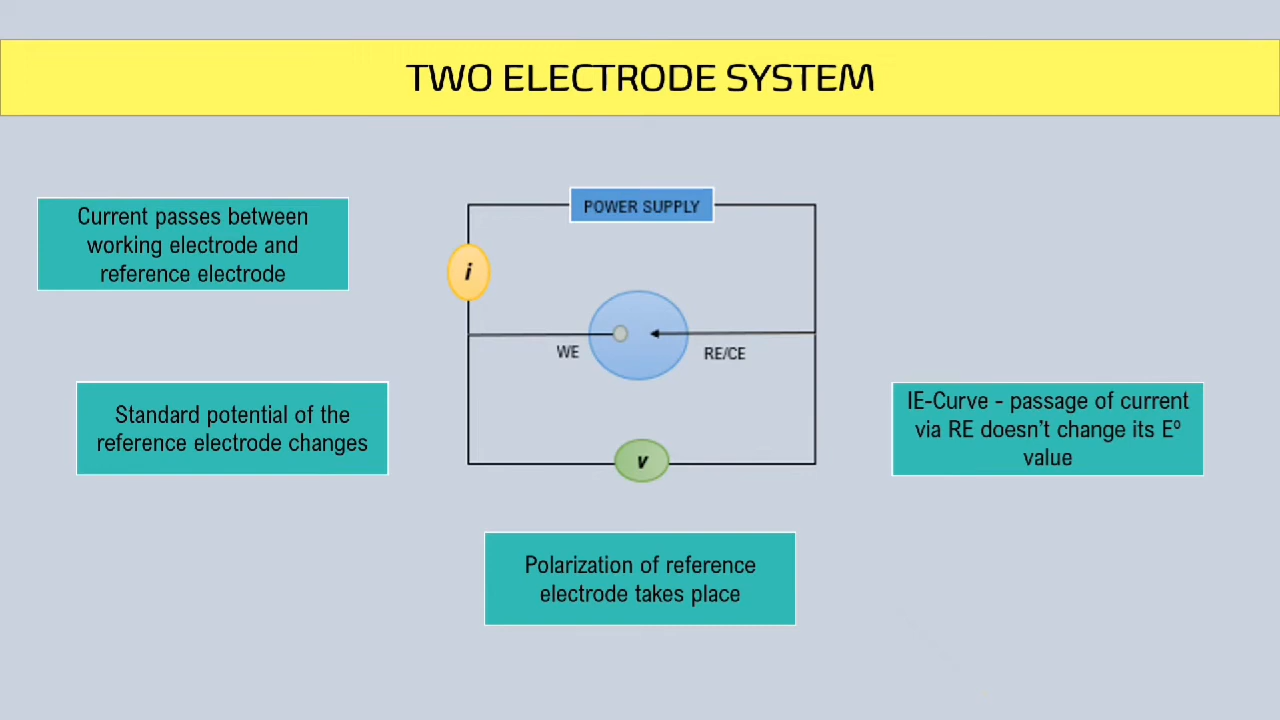 TWO ELECTRODE SYSTEM
Current passes between
working electrode and
reference electrode
POWER SUPPLY
i
WE
RE/CE
Standard potential of the
reference electrode changes
IE-Curve - passage of current
via RE doesn't change its Eº
value
v
Polarization of reference
electrode takes place